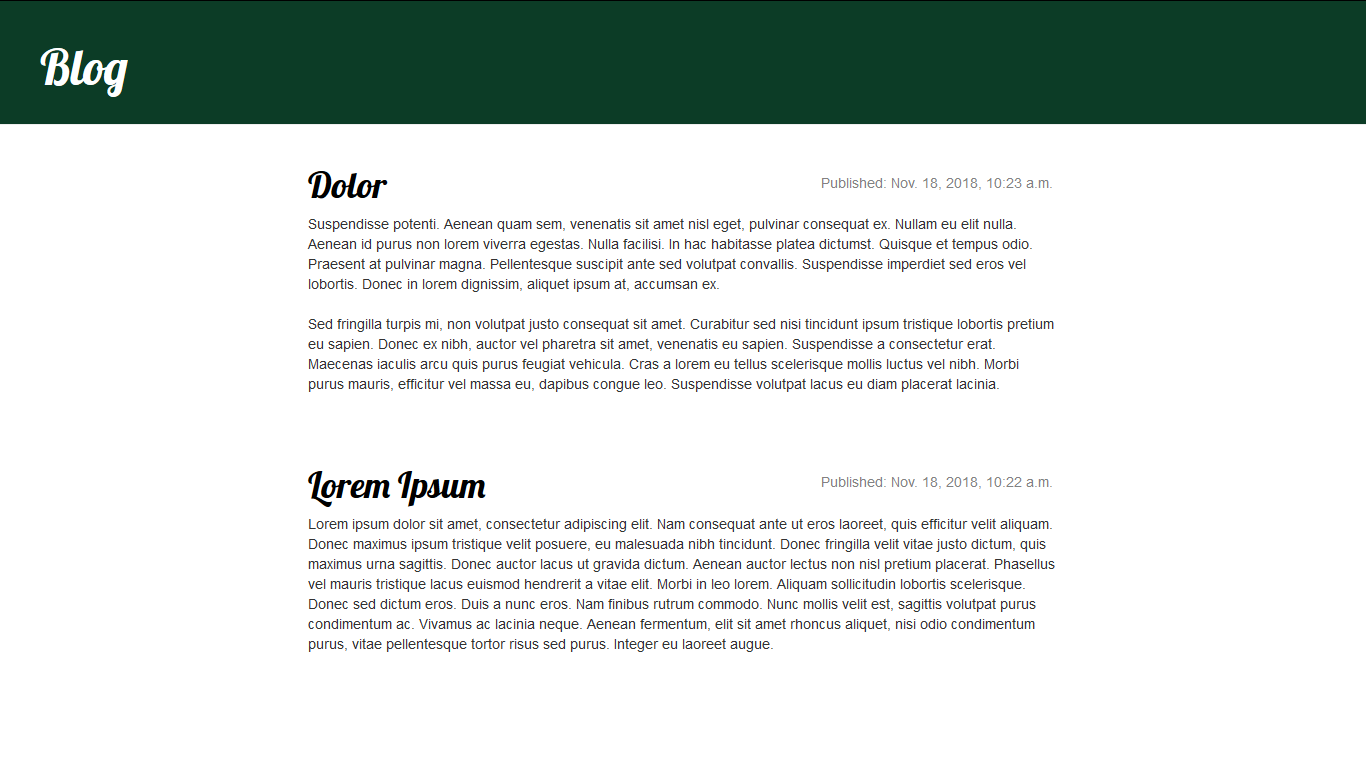 Blog
Dolor
Published: Nov. 18, 2018, 10:23 a.m.
Suspendisse potenti. Aenean quam sem, venenatis sit amet nisl eget, pulvinar consequat ex. Nullam eu elit nulla.
Aenean id purus non lorem viverra egestas. Nulla facilisi. In hac habitasse platea dictumst. Quisque et tempus odio.
Praesent at pulvinar magna. Pellentesque suscipit ante sed volutpat convallis. Suspendisse imperdiet sed eros vel
lobortis. Donec in lorem dignissim, aliquet ipsum at, accumsan ex.
Sed fringilla turpis mi, non volutpat justo consequat sit amet. Curabitur sed nisi tincidunt ipsum tristique lobortis pretium
eu sapien. Donec ex nibh, auctor vel pharetra sit amet, venenatis eu sapien. Suspendisse a consectetur erat.
Maecenas iaculis arcu quis purus feugiat vehicula. Cras a lorem eu tellus scelerisque mollis luctus vel nibh. Morbi
purus mauris, efficitur vel massa eu, dapibus congue leo. Suspendisse volutpat lacus eu diam placerat lacinia.
Lorem Ipsum
Published: Nov. 18, 2018, 10:22 a.m.
Lorem ipsum dolor sit amet, consectetur adipiscing elit. Nam consequat ante ut eros laoreet, quis efficitur velit aliquam.
Donec maximus ipsum tristique velit posuere, eu malesuada nibh tincidunt. Donec fringilla velit vitae justo dictum, quis
maximus urna sagittis. Donec auctor lacus ut gravida dictum. Aenean auctor lectus non nisl pretium placerat. Phasellus
vel mauris tristique lacus euismod hendrerit a vitae elit. Morbi in leo lorem. Aliquam sollicitudin lobortis scelerisque.
Donec sed dictum eros. Duis a nunc eros. Nam finibus rutrum commodo. Nunc mollis velit est, sagittis volutpat purus
condimentum ac. Vivamus ac lacinia neque. Aenean fermentum, elit sit amet rhoncus aliquet, nisi odio condimentum
purus, vitae pellentesque tortor risus sed purus. Integer eu laoreet augue.